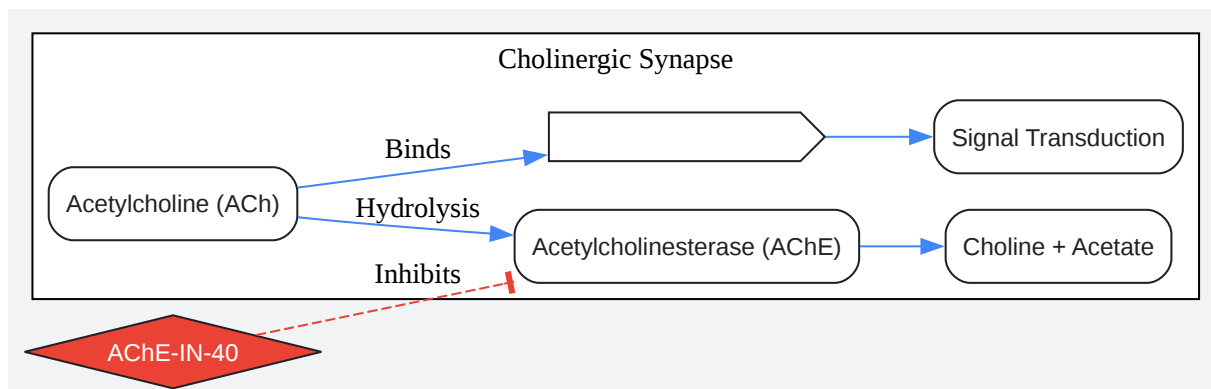 Cholinergic Synapse
Binds
Signal Transduction
Acetylcholine (ACh)
Hydrolysis
Acetylcholinesterase (AChE)
Choline + Acetate
Inhibits
AChE-IN-40